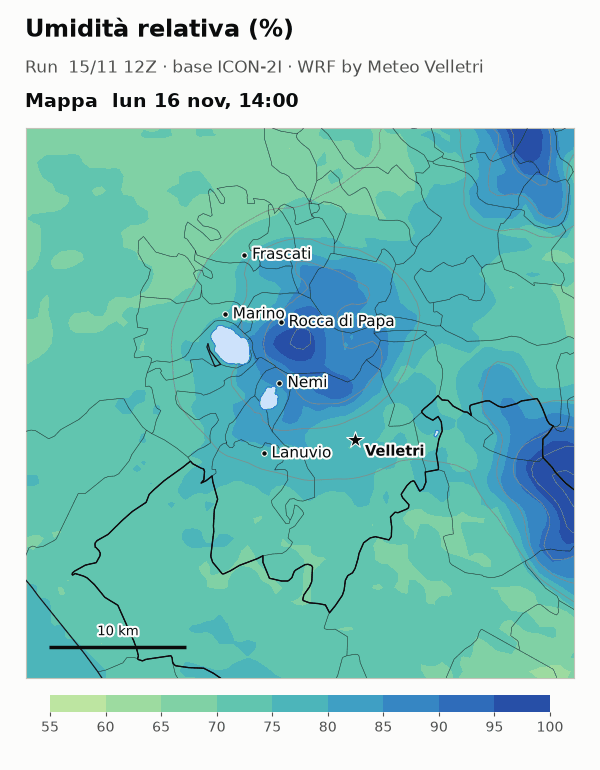 Umidità relativa (%)
Run  15/11 12Z · base ICON-2I · WRF by Meteo Velletri
Mappa  lun 16 nov, 14:00
Frascati
Marino
Rocca di Papa
Nemi
Velletri
Lanuvio
10 km
55 60 65 70 75 80 85 90 95 100